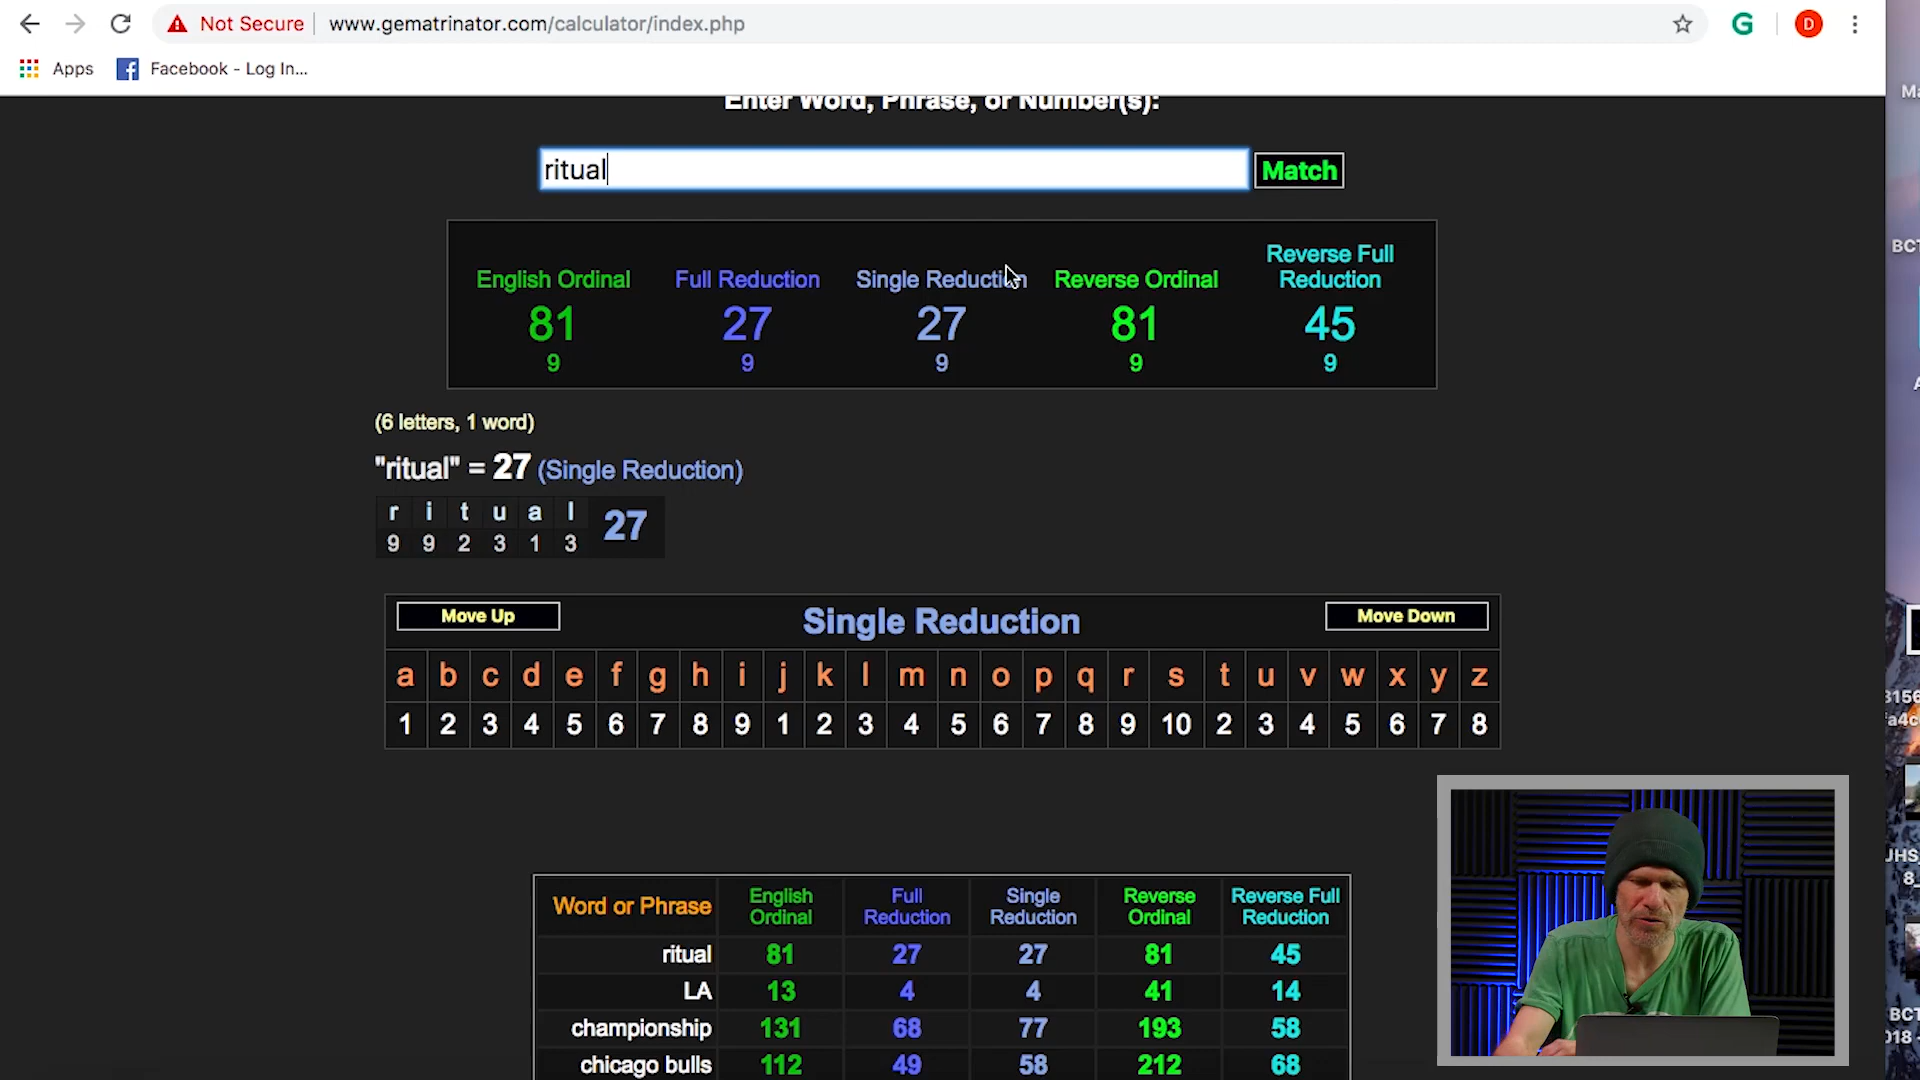 Not Secure www.gematrinator.com/calculator/index.php G D
Apps Facebook - Log In...
Enter Word, Phrase, or Number(s):
ritual Match
English Ordinal Full Reduction Single Reduction Reverse Ordinal Reverse Full Reduction
81 27 27 81 45
9 9 9 9 9
(6 letters, 1 word)
"ritual" = 27 (Single Reduction)
r i t u a l 27
9 9 2 3 1 3
Move Up Single Reduction Move Down
a b c d e f g h i j k l m n o p q r s t u v w x y z
1 2 3 4 5 6 7 8 9 1 2 3 4 5 6 7 8 9 10 2 3 4 5 6 7 8
Word or Phrase English Ordinal Full Reduction Single Reduction Reverse Ordinal Reverse Full Reduction
ritual 81 27 27 81 45
LA 13 4 4 41 14
championship 131 68 77 193 58
chicago bulls 112 49 58 212 68